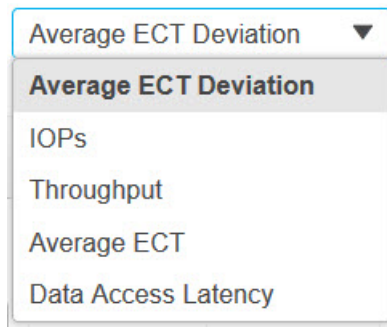 Average ECT Deviation
Average ECT Deviation
IOPs
Throughput
Average ECT
Data Access Latency